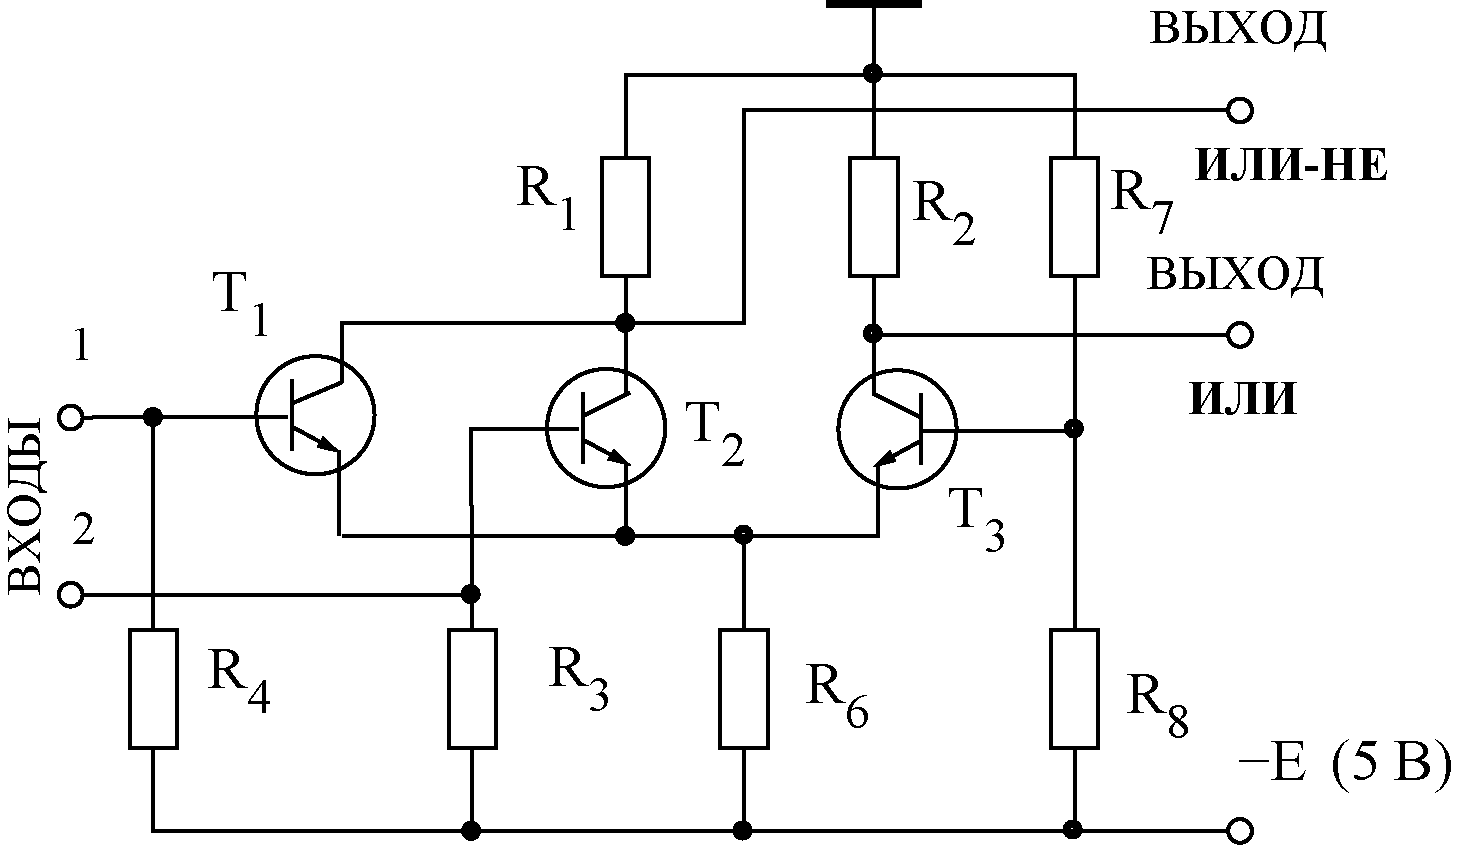 ВЫХОД
ИЛИ-НЕ
R1
R2
R7
ВЫХОД
T1
1
ИЛИ
T2
ВХОДЫ
2
T3
R4
R3
R6
R8
−E (5 В)